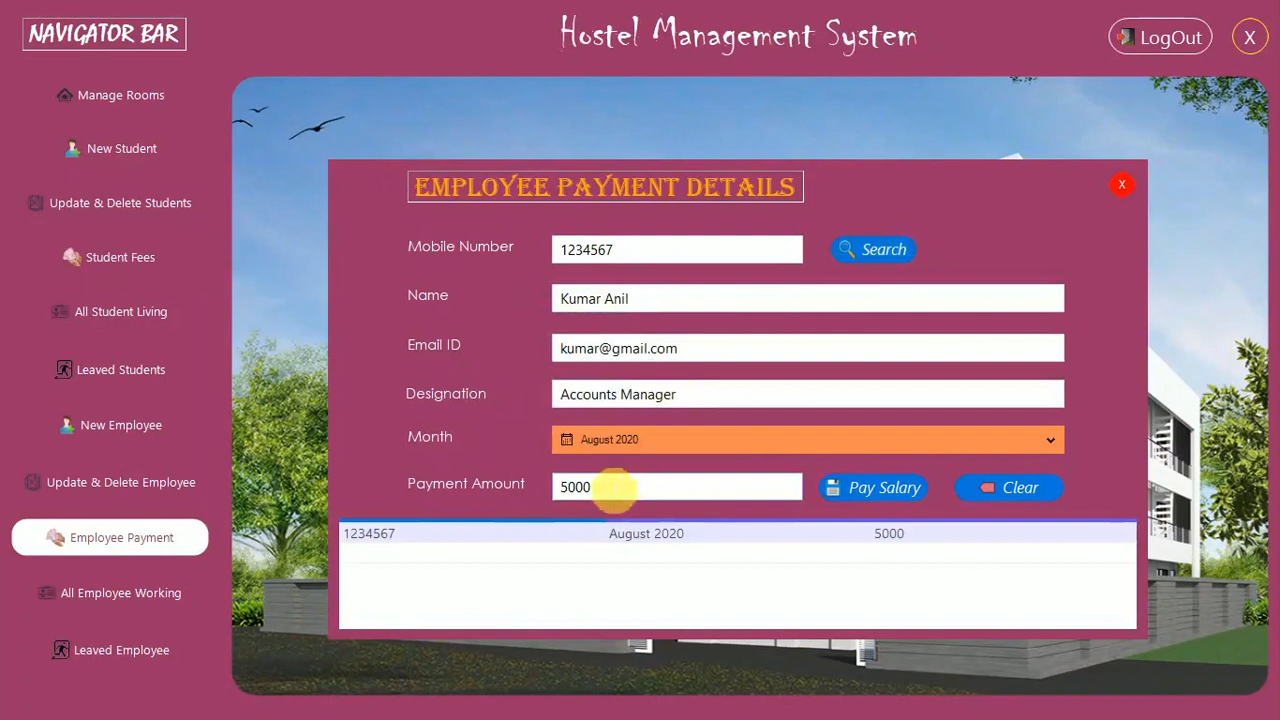 NAVIGATOR BAR
Hostel Management System
LogOut
X
Manage Rooms
New Student
Update & Delete Students
Student Fees
All Student Living
Leaved Students
New Employee
Update & Delete Employee
Employee Payment
All Employee Working
Leaved Employee
EMPLOYEE PAYMENT DETAILS
X
Mobile Number 1234567 Search
Name Kumar Anil
Email ID kumar@gmail.com
Designation Accounts Manager
Month August 2020
Payment Amount 5000 Pay Salary Clear
1234567 August 2020 5000